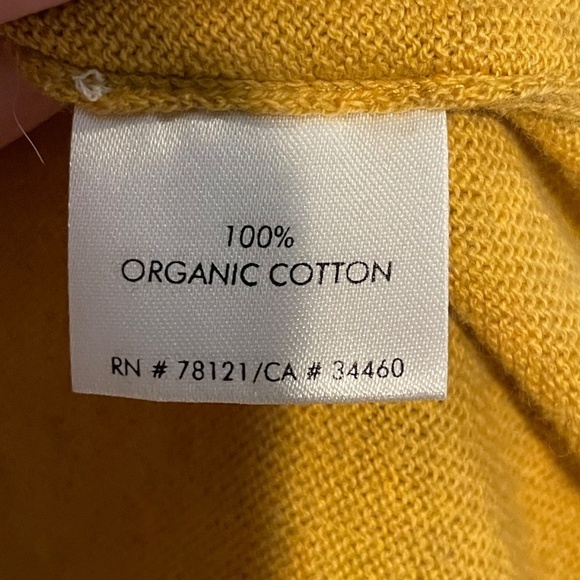 100%
ORGANIC COTTON
RN # 78121/CA # 34460